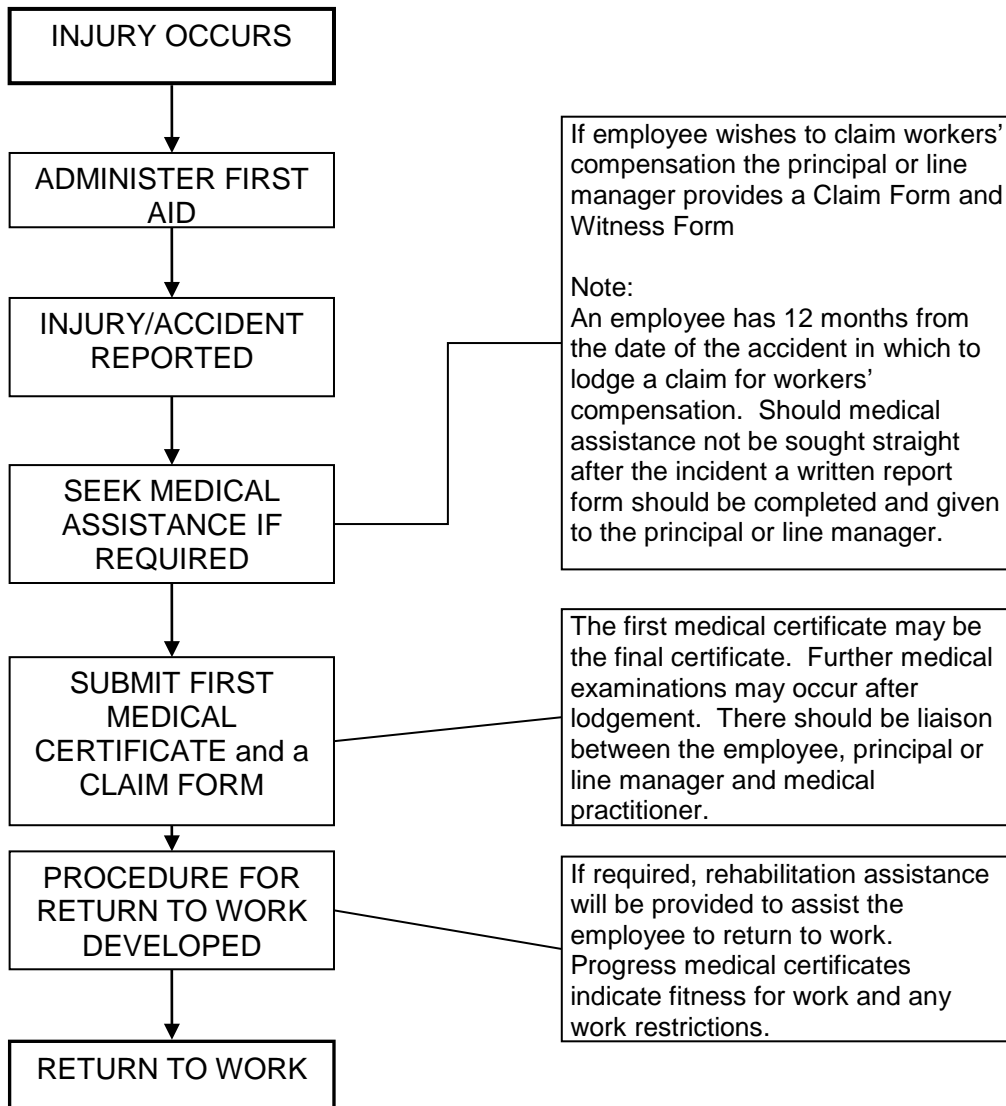 INJURY OCCURS
ADMINISTER FIRST
AID
INJURY/ACCIDENT
REPORTED
SEEK MEDICAL
ASSISTANCE IF
REQUIRED
If employee wishes to claim workers’
compensation the principal or line
manager provides a Claim Form and
Witness Form
Note:
An employee has 12 months from
the date of the accident in which to
lodge a claim for workers’
compensation.  Should medical
assistance not be sought straight
after the incident a written report
form should be completed and given
to the principal or line manager.
SUBMIT FIRST
MEDICAL
CERTIFICATE and a
CLAIM FORM
The first medical certificate may be
the final certificate.  Further medical
examinations may occur after
lodgement.  There should be liaison
between the employee, principal or
line manager and medical
practitioner.
PROCEDURE FOR
RETURN TO WORK
DEVELOPED
If required, rehabilitation assistance
will be provided to assist the
employee to return to work.
Progress medical certificates
indicate fitness for work and any
work restrictions.
RETURN TO WORK